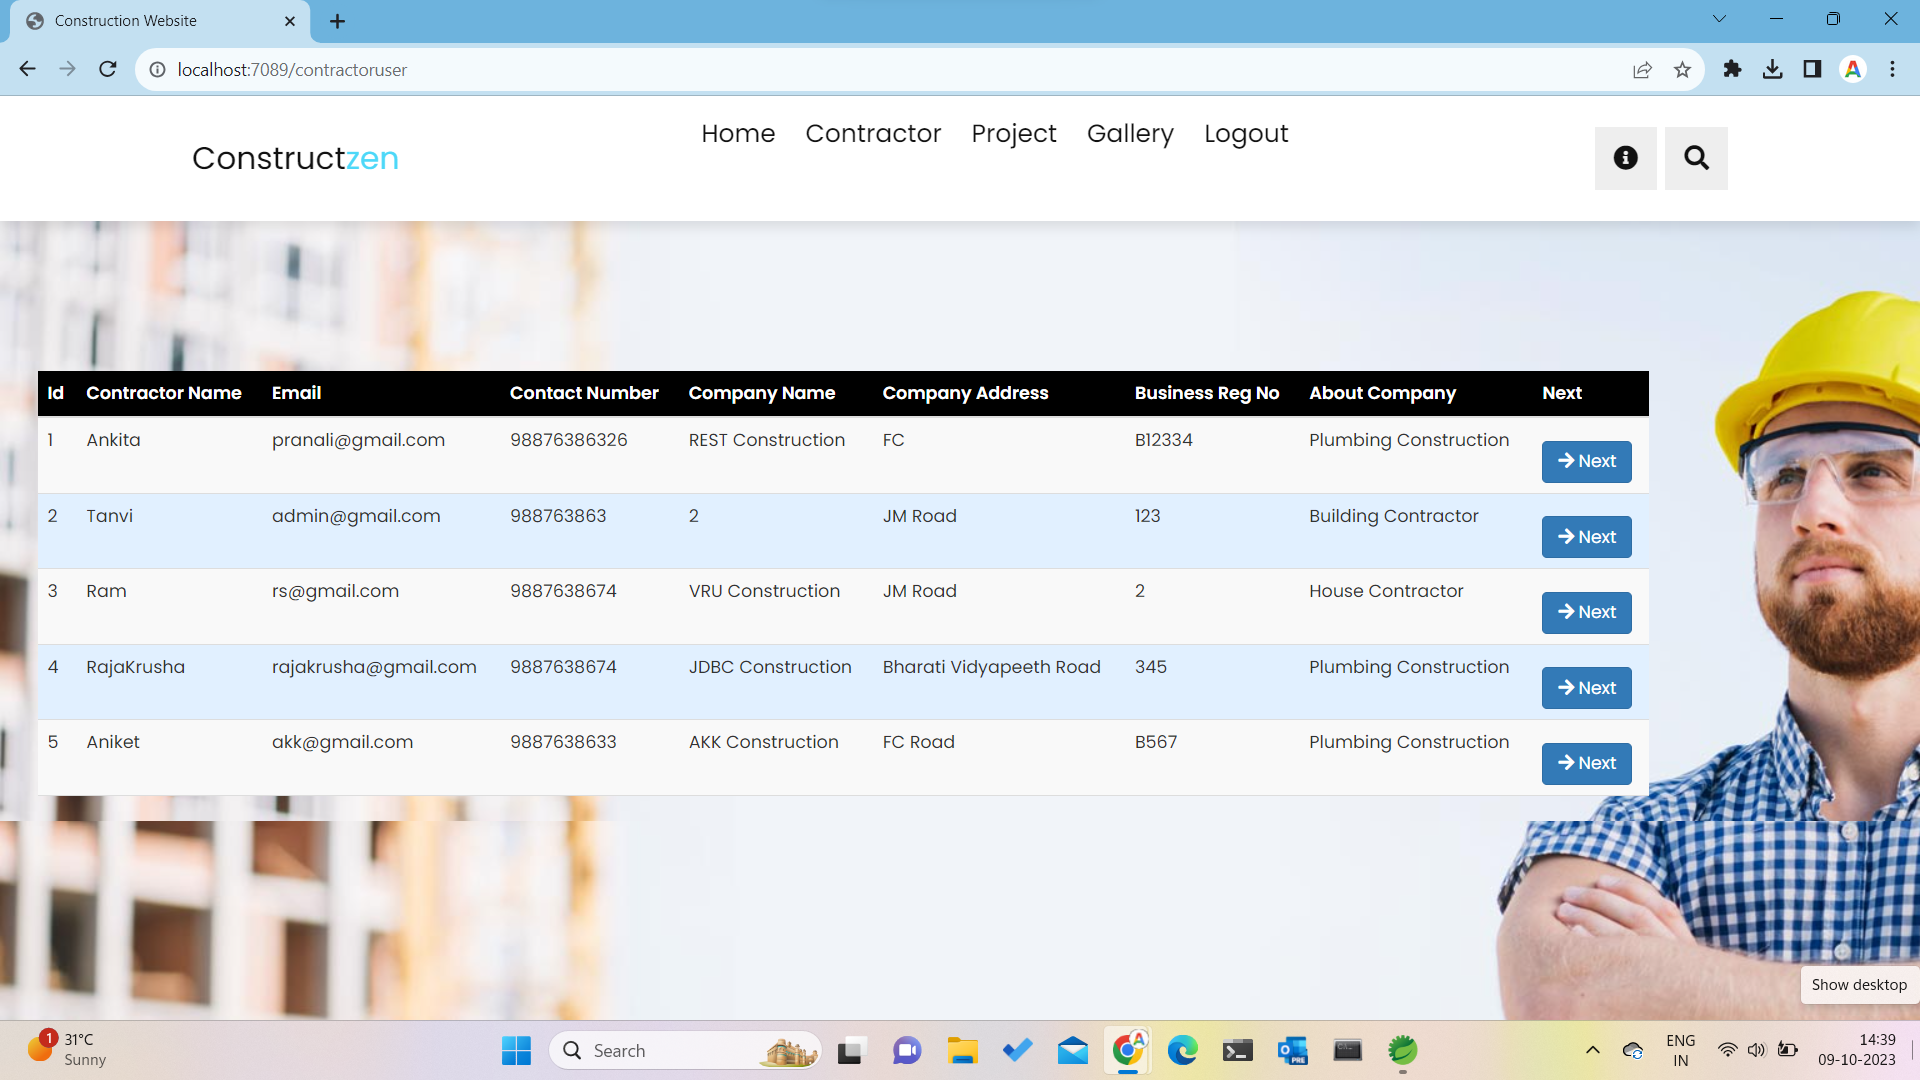 Construction Website
localhost:7089/contractoruser
Constructzen
Home Contractor Project Gallery Logout
Id Contractor Name Email Contact Number Company Name Company Address Business Reg No About Company Next
1 Ankita pranali@gmail.com 98876386326 REST Construction FC B12334 Plumbing Construction Next
2 Tanvi admin@gmail.com 988763863 2 JM Road 123 Building Contractor Next
3 Ram rs@gmail.com 9887638674 VRU Construction JM Road 2 House Contractor Next
4 RajaKrusha rajakrusha@gmail.com 9887638674 JDBC Construction Bharati Vidyapeeth Road 345 Plumbing Construction Next
5 Aniket akk@gmail.com 9887638633 AKK Construction FC Road B567 Plumbing Construction Next
Show desktop
1 31°C
Sunny
Search
PRE
ENG
IN
14:39
09-10-2023